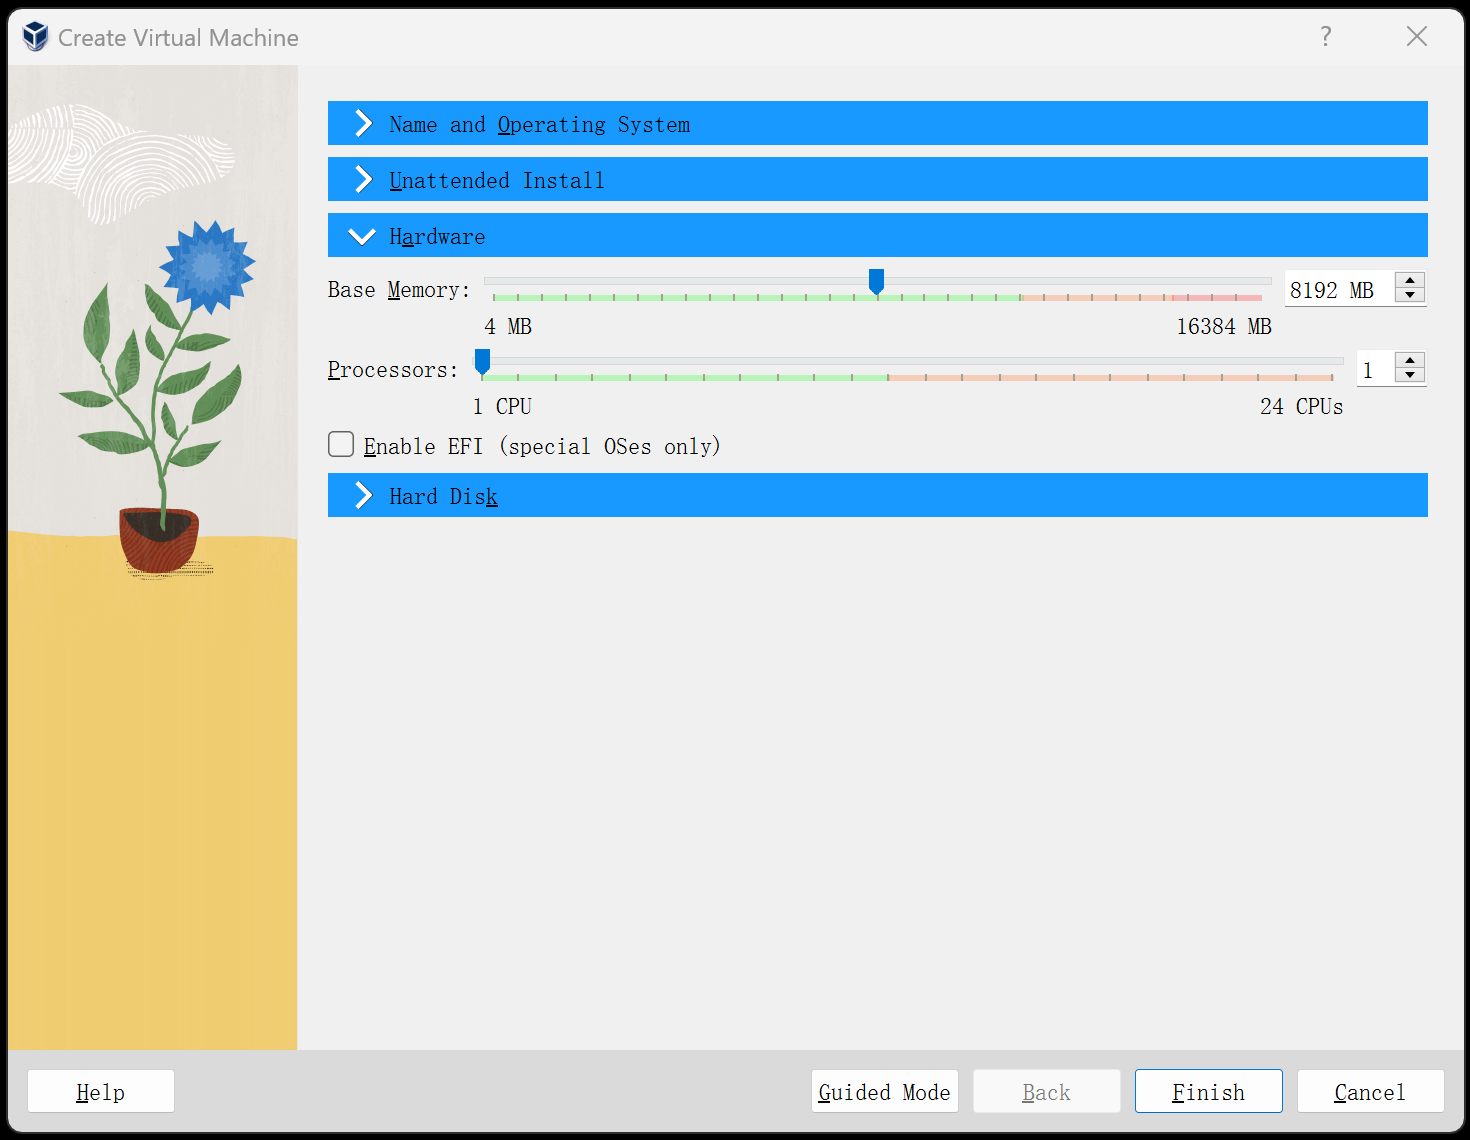 Create Virtual Machine
?
Name and Operating System
Unattended Install
Hardware
Base Memory:
8192 MB
4 MB
16384 MB
Processors:
1
1 CPU
24 CPUs
Enable EFI (special OSes only)
Hard Disk
Help
Guided Mode
Back
Finish
Cancel